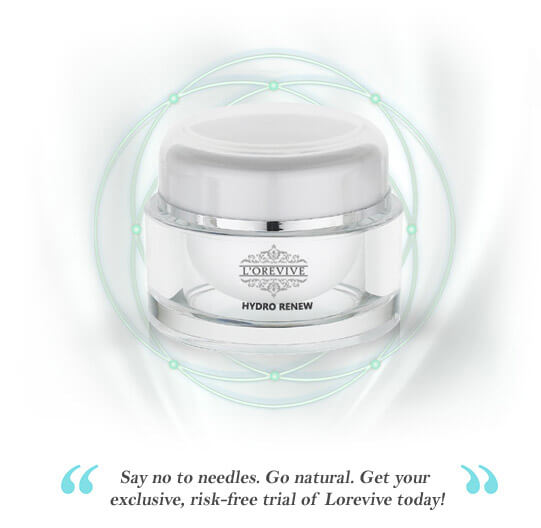 L'OREVIVE
HYDRO RENEW
“Say no to needles. Go natural. Get your
exclusive, risk-free trial of Lorevive today!”